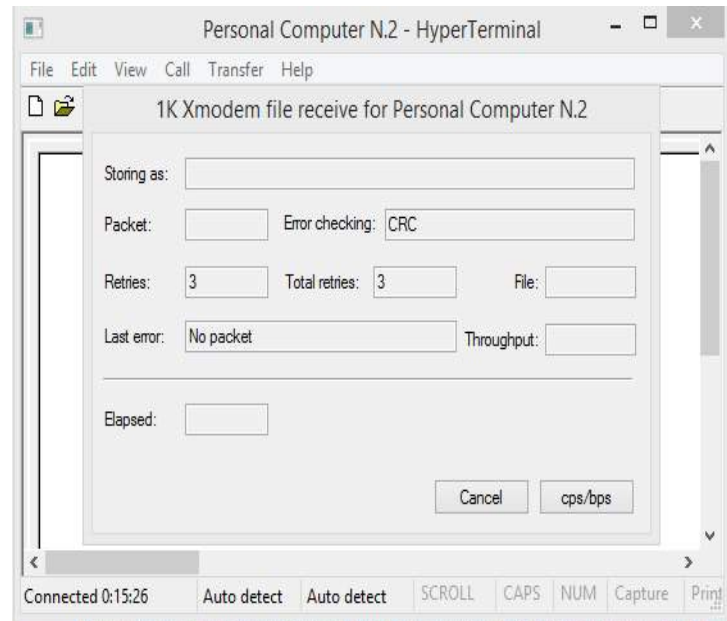 Personal Computer N.2 - HyperTerminal
File Edit View Call Transfer Help
1K Xmodem file receive for Personal Computer N.2
Storing as:
Packet: Error checking: CRC
Retries: 3 Total retries: 3 File:
Last error: No packet Throughput:
Elapsed:
Cancel cps/bps
Connected 0:15:26 Auto detect Auto detect SCROLL CAPS NUM Capture Print